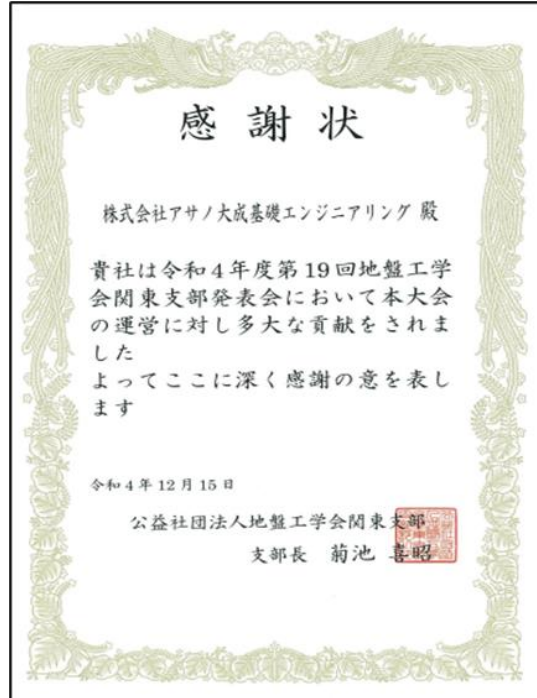 感謝状
株式会社アサノ大成基礎エンジニアリング 殿
貴社は令和4年度第19回地盤工学
会関東支部発表会において本大会
の運営に対し多大な貢献をされま
した
よってここに深く感謝の意を表し
ます
令和4年12月15日
公益社団法人地盤工学会関東支部
支部長 菊池 喜昭